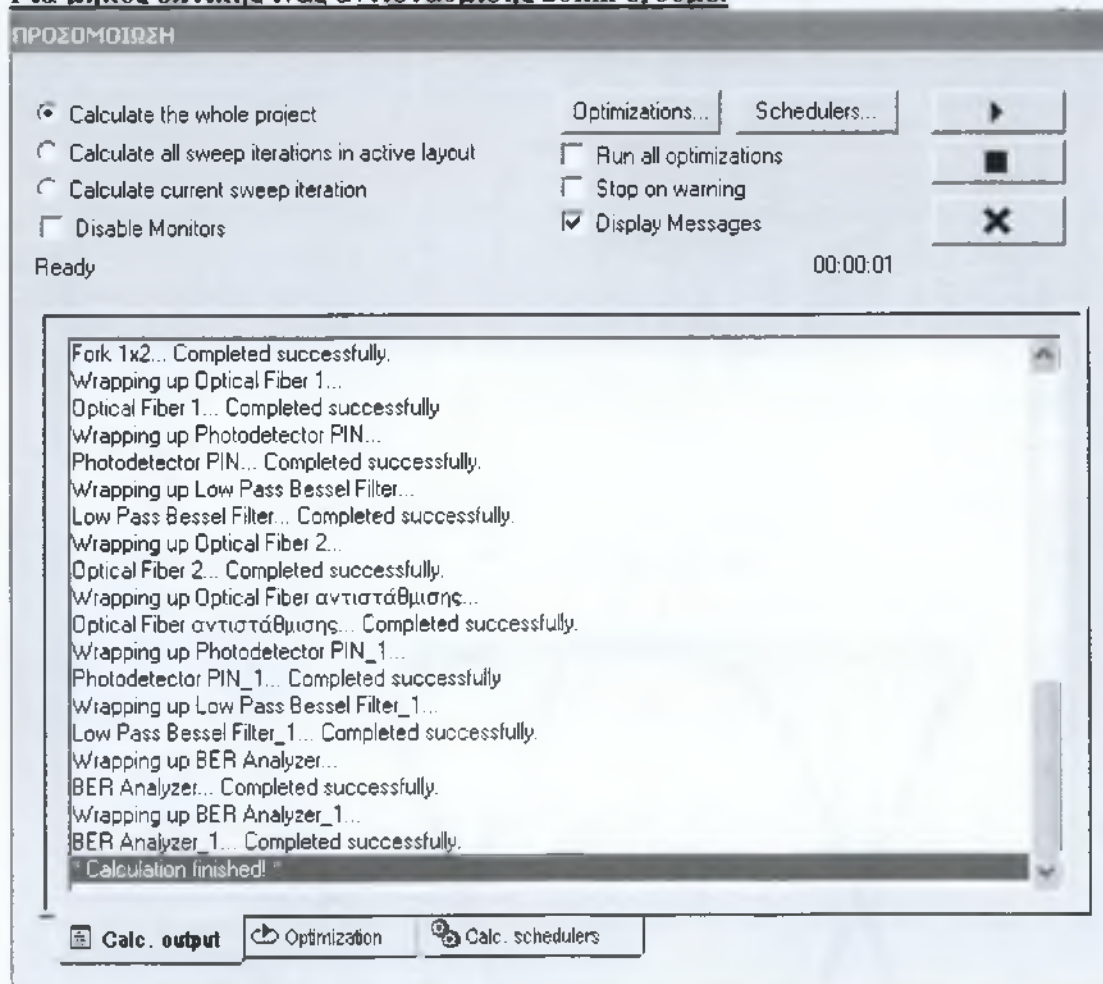 ΠΡΟΣΟΜΟΙΩΣΗ
Calculate the whole project
Calculate all sweep iterations in active layout
Calculate current sweep iteration
Disable Monitors
Optimizations... Schedulers...
Run all optimizations
Stop on warning
Display Messages
Ready 00:00:01
Fork 1x2... Completed successfully.
Wrapping up Optical Fiber 1...
Optical Fiber 1... Completed successfully
Wrapping up Photodetector PIN...
Photodetector PIN... Completed successfully.
Wrapping up Low Pass Bessel Filter...
Low Pass Bessel Filter... Completed successfully.
Wrapping up Optical Fiber 2...
Optical Fiber 2... Completed successfully.
Wrapping up Optical Fiber αντιστάθμισης...
Optical Fiber αντιστάθμισης... Completed successfully.
Wrapping up Photodetector PIN_1...
Photodetector PIN_1... Completed successfully
Wrapping up Low Pass Bessel Filter_1...
Low Pass Bessel Filter_1... Completed successfully.
Wrapping up BER Analyzer...
BER Analyzer... Completed successfully.
Wrapping up BER Analyzer_1...
BER Analyzer_1... Completed successfully.
* Calculation finished! *
Calc. output Optimization Calc. schedulers